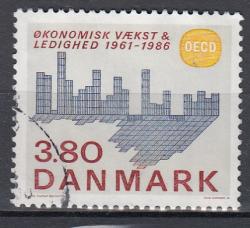 ØKONOMISK VÆKST &
LEDIGHED 1961-1986
OECD
3.80
DANMARK